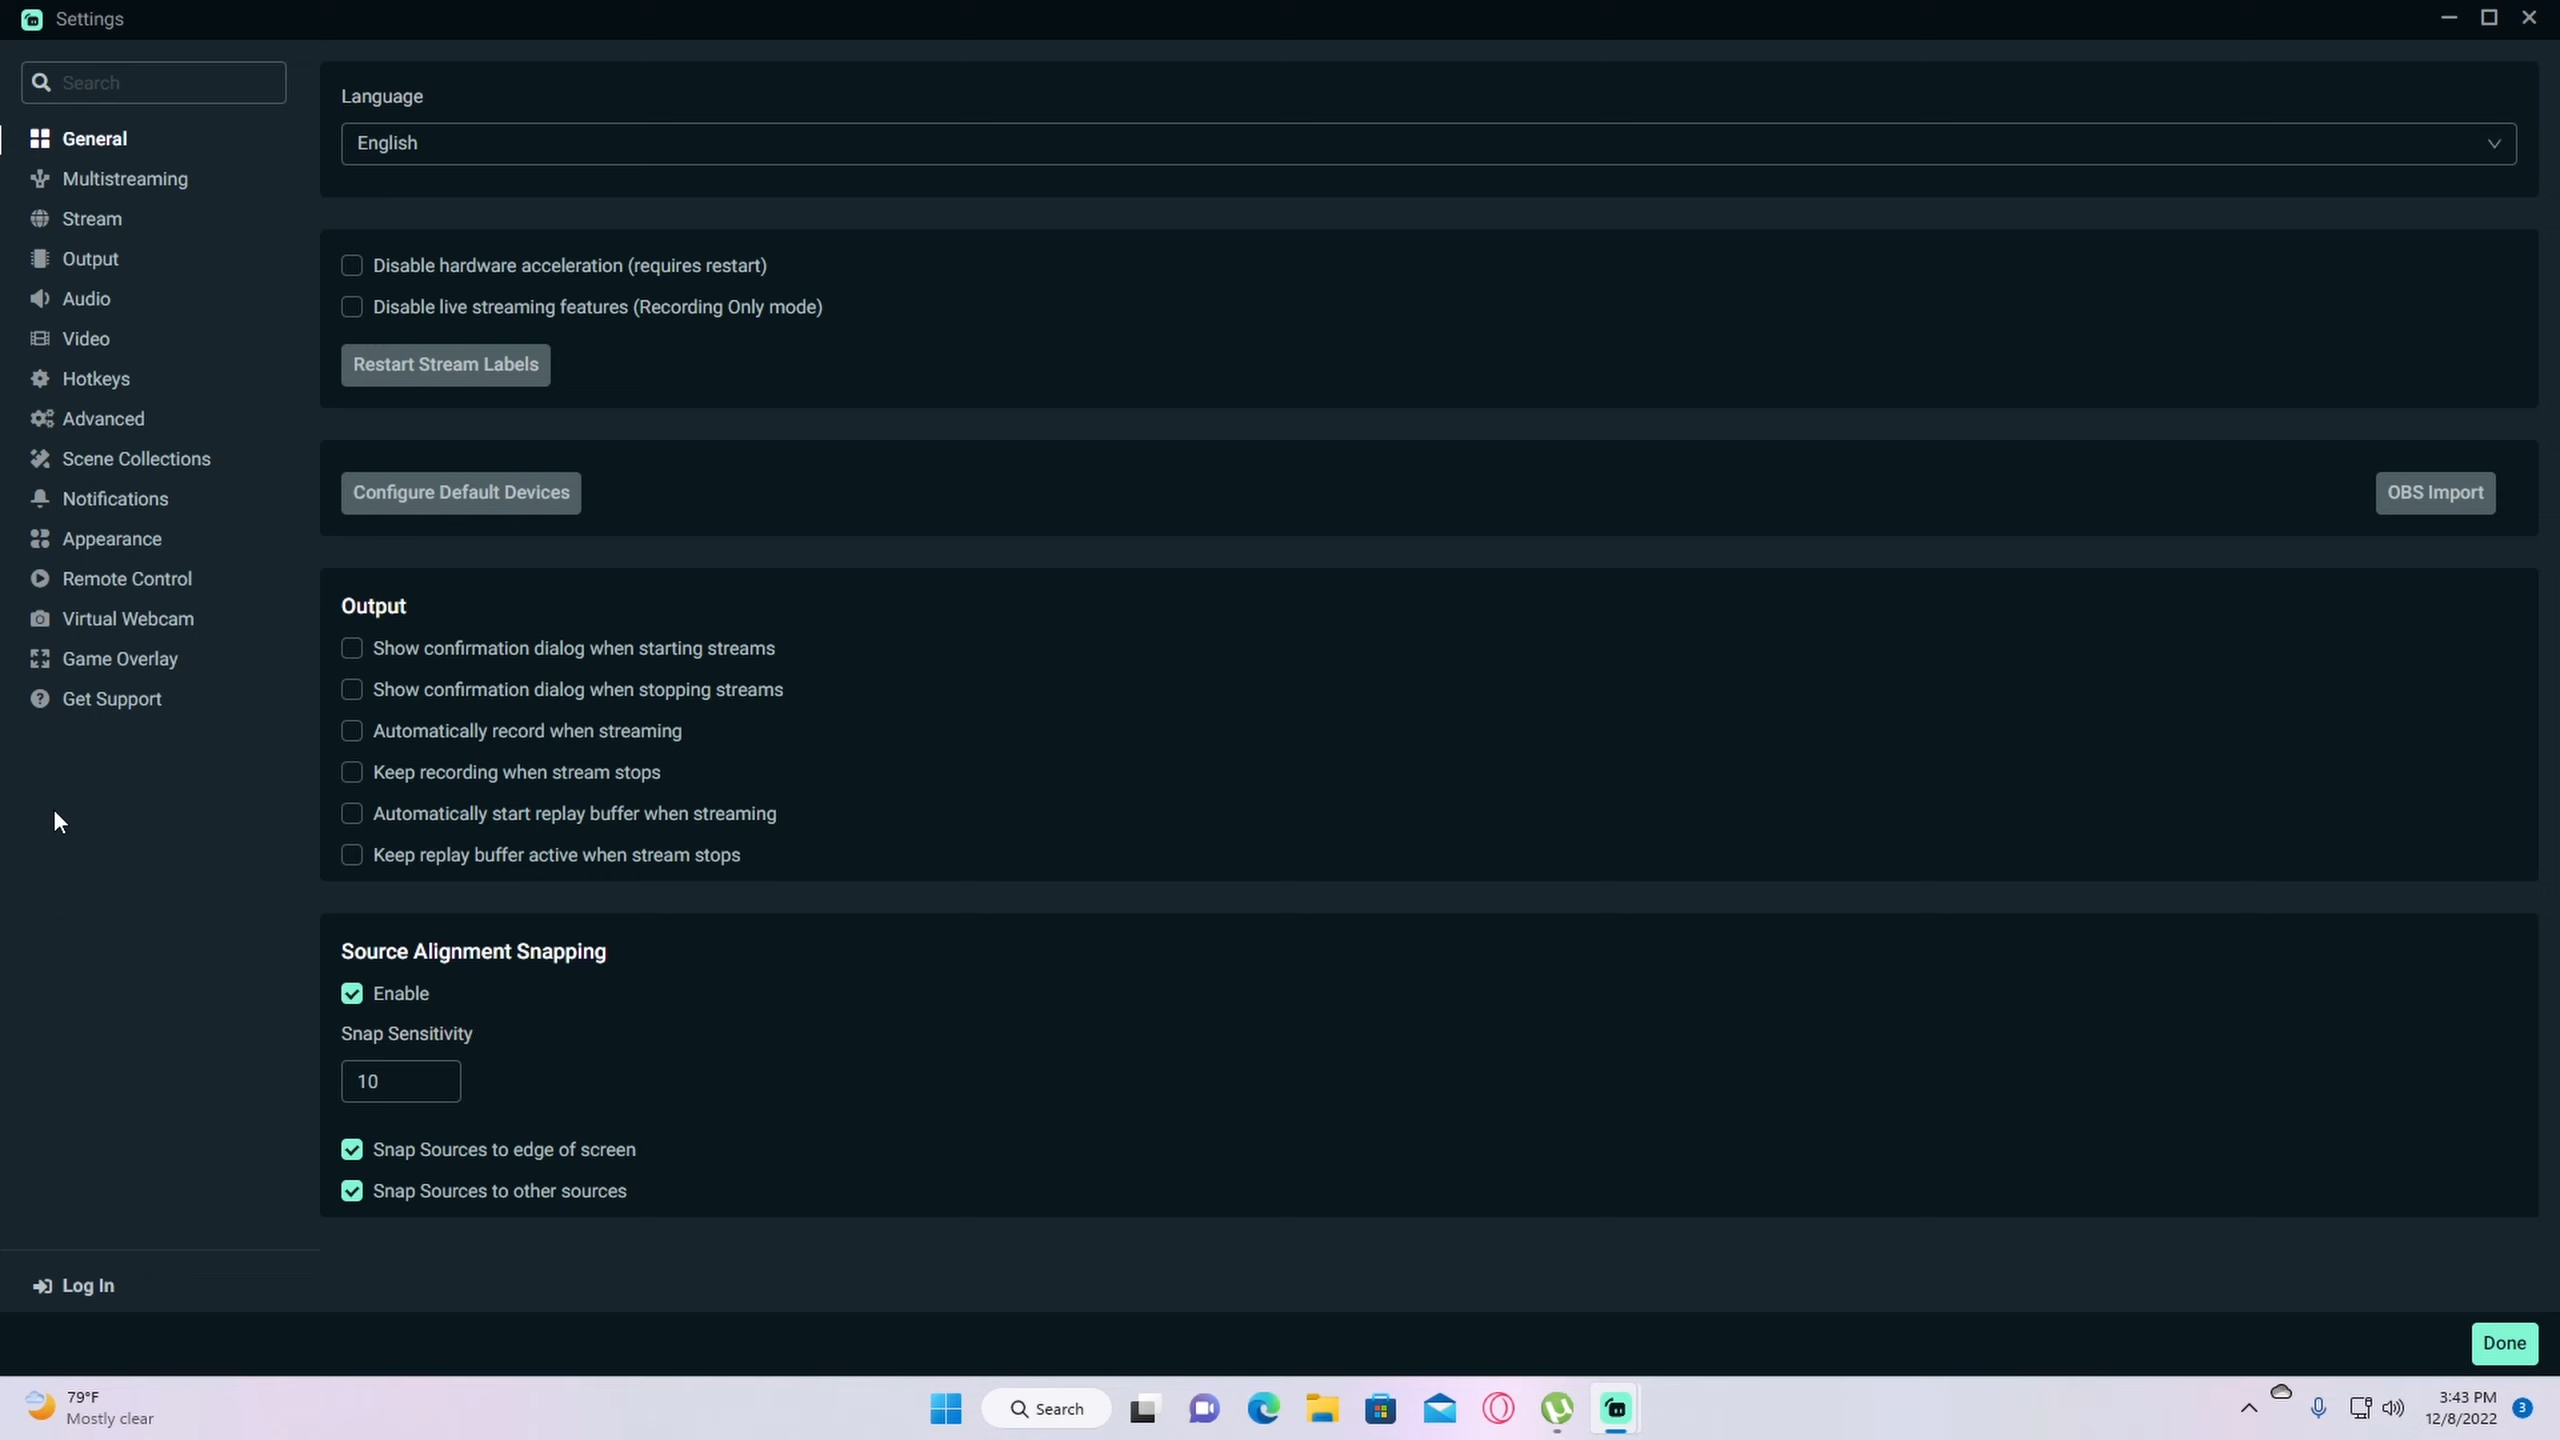 Settings
Search
General
Multistreaming
Stream
Output
Audio
Video
Hotkeys
Advanced
Scene Collections
Notifications
Appearance
Remote Control
Virtual Webcam
Game Overlay
Get Support
Log In
Language
English
Disable hardware acceleration (requires restart)
Disable live streaming features (Recording Only mode)
Restart Stream Labels
Configure Default Devices
OBS Import
Output
Show confirmation dialog when starting streams
Show confirmation dialog when stopping streams
Automatically record when streaming
Keep recording when stream stops
Automatically start replay buffer when streaming
Keep replay buffer active when stream stops
Source Alignment Snapping
Enable
Snap Sensitivity
10
Snap Sources to edge of screen
Snap Sources to other sources
Done
79°F
Mostly clear
Search
3:43 PM
12/8/2022
3